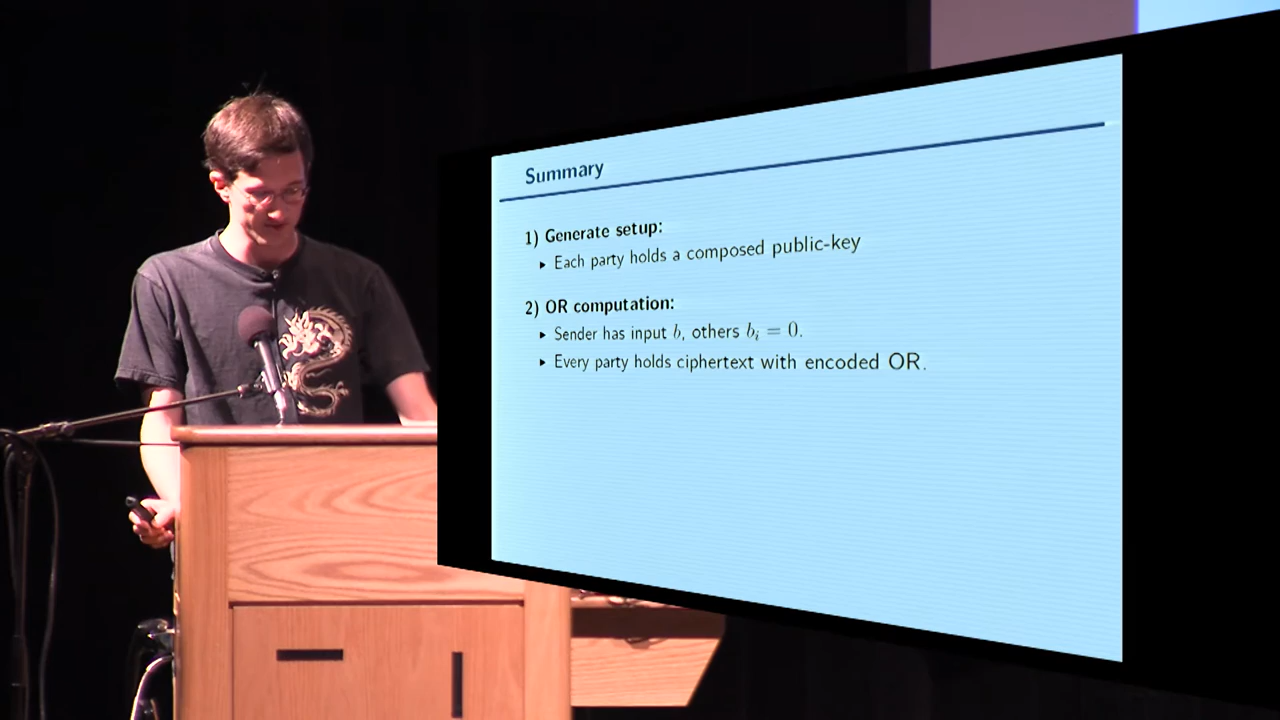 Summary
1) Generate setup:
▸ Each party holds a composed public-key
2) OR computation:
▸ Sender has input b, others bᵢ = 0.
▸ Every party holds ciphertext with encoded OR.